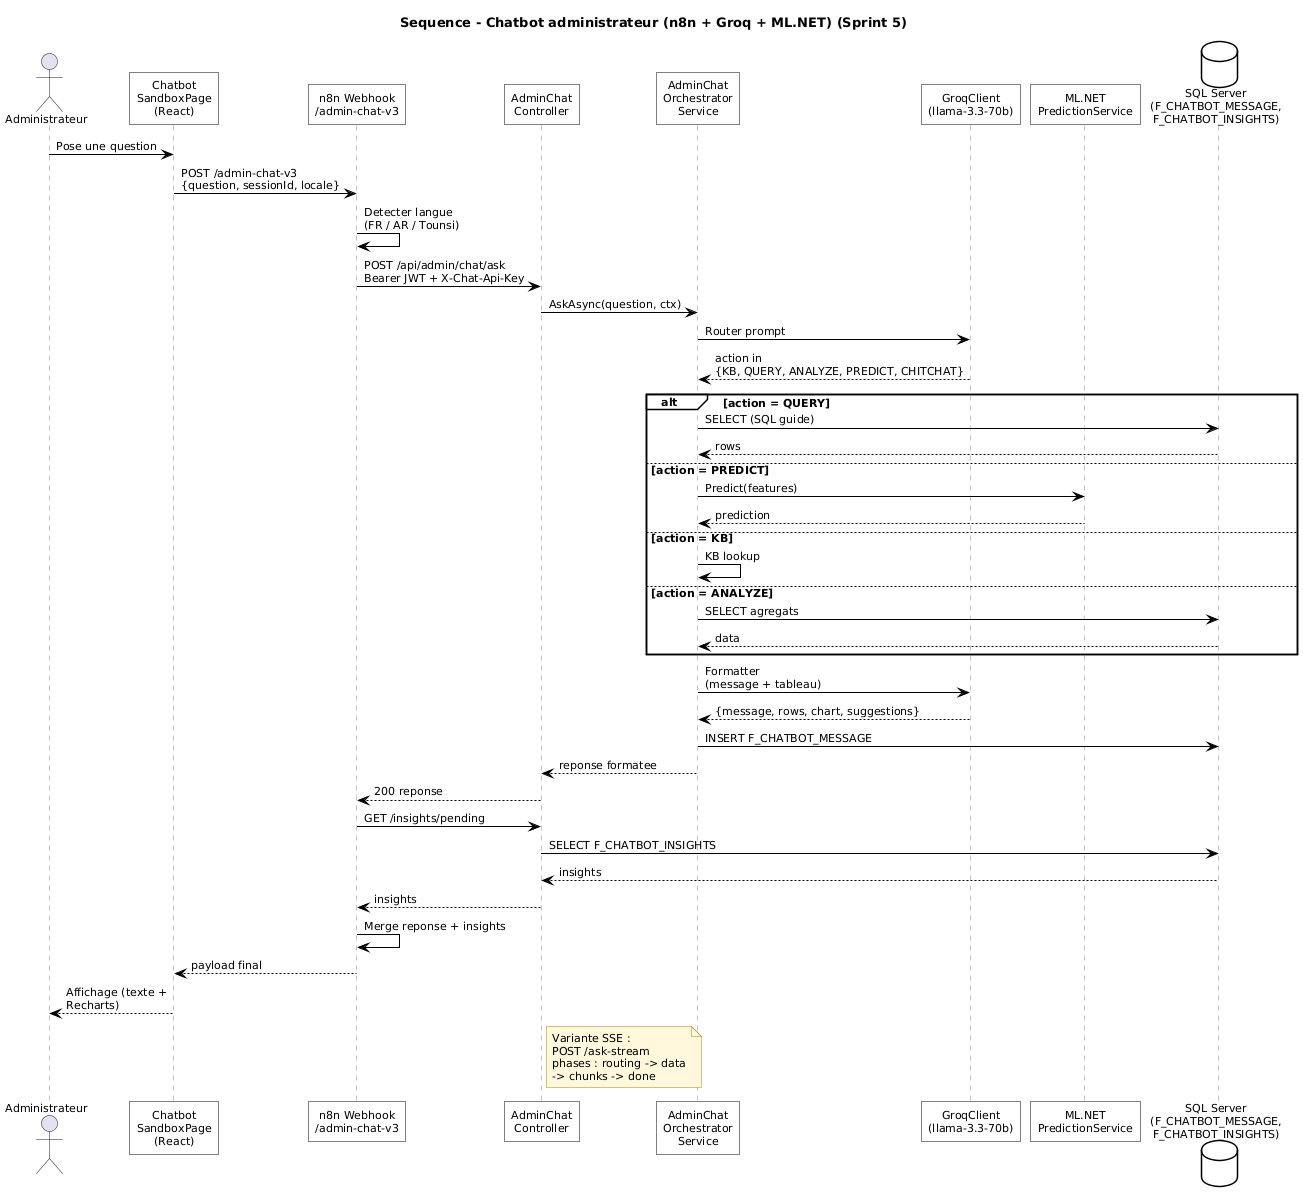 Sequence - Chatbot administrateur (n8n + Groq + ML.NET) (Sprint 5)
Administrateur
Chatbot
SandboxPage
(React)
n8n Webhook
/admin-chat-v3
AdminChat
Controller
AdminChat
Orchestrator
Service
GroqClient
(llama-3.3-70b)
ML.NET
PredictionService
SQL Server
(F_CHATBOT_MESSAGE,
F_CHATBOT_INSIGHTS)
Pose une question
POST /admin-chat-v3
{question, sessionId, locale}
Detecter langue
(FR / AR / Tounsi)
POST /api/admin/chat/ask
Bearer JWT + X-Chat-Api-Key
AskAsync(question, ctx)
Router prompt
action in
{KB, QUERY, ANALYZE, PREDICT, CHITCHAT}
alt
[action = QUERY]
SELECT (SQL guide)
rows
[action = PREDICT]
Predict(features)
prediction
[action = KB]
KB lookup
[action = ANALYZE]
SELECT agregats
data
Formatter
(message + tableau)
{message, rows, chart, suggestions}
INSERT F_CHATBOT_MESSAGE
reponse formatee
200 reponse
GET /insights/pending
SELECT F_CHATBOT_INSIGHTS
insights
insights
Merge reponse + insights
payload final
Affichage (texte +
Recharts)
Variante SSE :
POST /ask-stream
phases : routing -> data
-> chunks -> done
Administrateur
Chatbot
SandboxPage
(React)
n8n Webhook
/admin-chat-v3
AdminChat
Controller
AdminChat
Orchestrator
Service
GroqClient
(llama-3.3-70b)
ML.NET
PredictionService
SQL Server
(F_CHATBOT_MESSAGE,
F_CHATBOT_INSIGHTS)